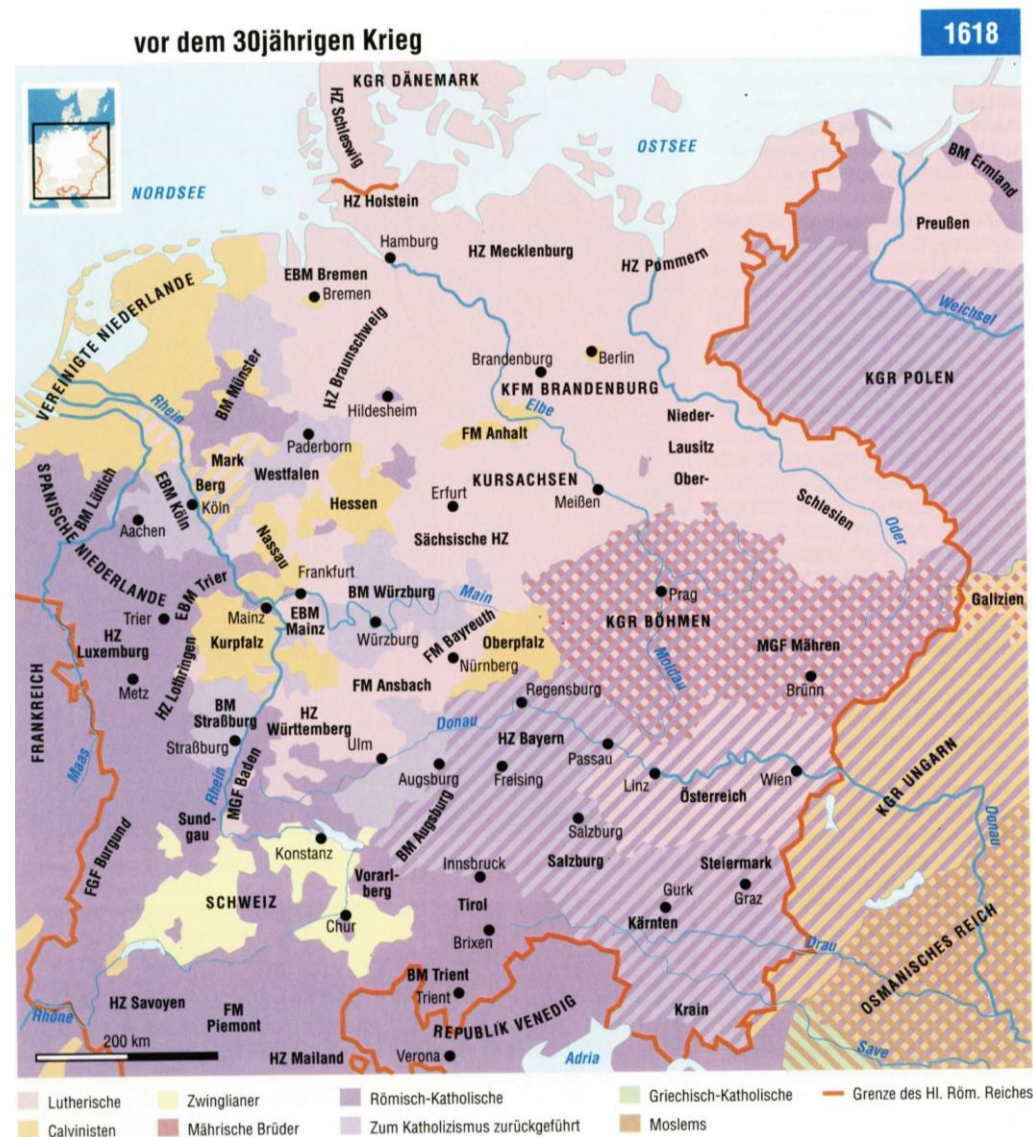 vor dem 30jährigen Krieg
1618
KGR DÄNEMARK
HZ Schleswig
OSTSEE
NORDSEE
BM Ermland
HZ Holstein
Preußen
Hamburg
HZ Mecklenburg
HZ Pommern
EBM Bremen
Bremen
VEREINIGTE NIEDERLANDE
Weichsel
HZ Braunschweig
BM Münster
Brandenburg
Berlin
KFM BRANDENBURG
KGR POLEN
Rhein
Hildesheim
Elbe
Nieder-
Lausitz
Ober-
Paderborn
FM Anhalt
Mark
Westfalen
Berg
SPANISCHE NIEDERLANDE
BM Lüttich
EBM Köln
Köln
Hessen
KURSACHSEN
Erfurt
Meißen
Schlesien
Oder
Aachen
Nassau
Sächsische HZ
Frankfurt
EBM Trier
BM Würzburg
Main
Prag
Galizien
Trier
Mainz
EBM
Mainz
Würzburg
KGR BÖHMEN
HZ
Luxemburg
Kurpfalz
FM Bayreuth
Oberpfalz
MGF Mähren
Nürnberg
Moldau
Metz
HZ Lothringen
FM Ansbach
Brünn
FRANKREICH
Regensburg
BM
Straßburg
HZ
Württemberg
Donau
HZ Bayern
Straßburg
Ulm
Passau
Maas
Rhein
MGF Baden
Augsburg
Freising
Linz
Wien
Österreich
KGR UNGARN
Donau
Sund-
gau
BM Augsburg
Salzburg
FGF Burgund
Konstanz
Innsbruck
Salzburg
Steiermark
Vorarl-
berg
SCHWEIZ
Tirol
Gurk
Graz
Chur
Kärnten
Brixen
Drau
OSMANISCHES REICH
BM Trient
Trient
HZ Savoyen
FM
Piemont
Krain
Rhône
REPUBLIK VENEDIG
200 km
HZ Mailand
Verona
Adria
Save
Lutherische
Zwinglianer
Römisch-Katholische
Griechisch-Katholische
Grenze des Hl. Röm. Reiches
Calvinisten
Mährische Brüder
Zum Katholizismus zurückgeführt
Moslems